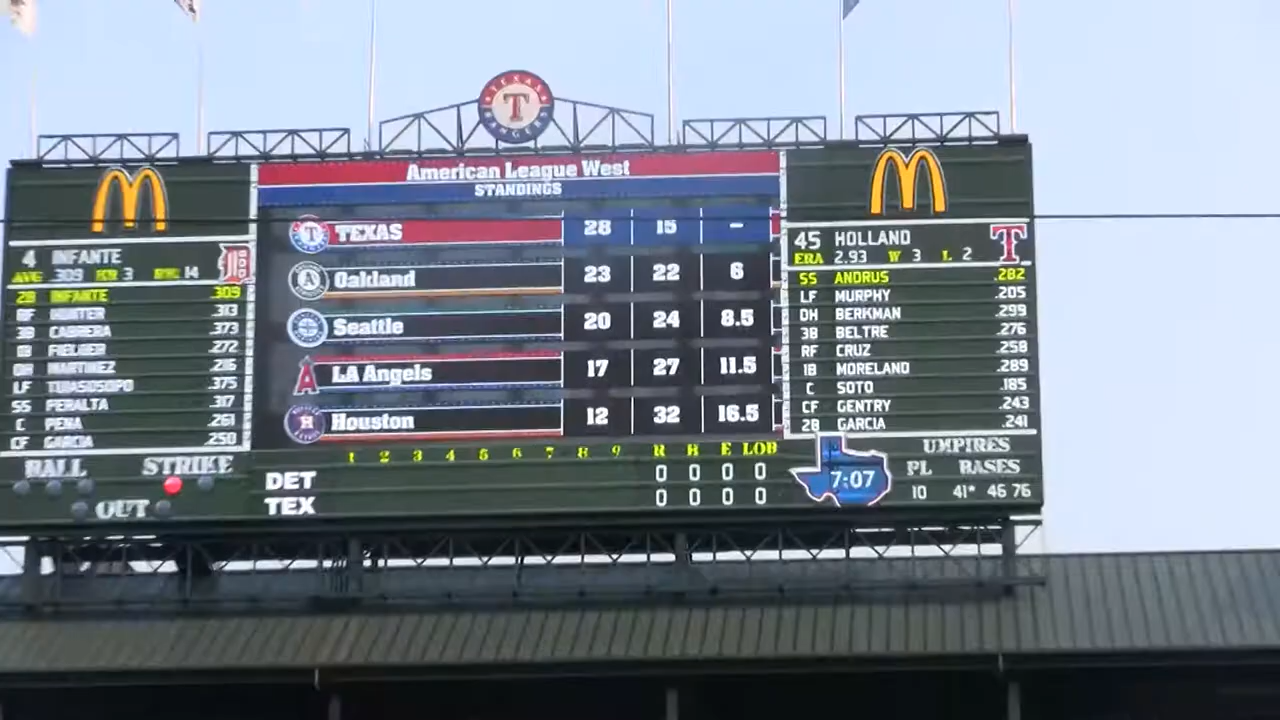 TEXAS
T
RANGERS
American League West
STANDINGS
TEXAS 28 15 –
Oakland 23 22 6
Seattle 20 24 8.5
LA Angels 17 27 11.5
Houston 12 32 16.5
4 INFANTE
AVG .309 HR 3 RBI 14
2B INFANTE .309
RF HUNTER .313
3B CABRERA .373
1B FIELDER .272
DH MARTINEZ
LF TUIASOSOPO .375
SS PERALTA .317
C PENA .261
CF GARCIA .250
45 HOLLAND
ERA 2.93 W 3 L 2
SS ANDRUS .282
LF MURPHY .205
DH BERKMAN .299
3B BELTRE .276
RF CRUZ .258
1B MORELAND .289
C SOTO .185
CF GENTRY .243
2B GARCIA .241
BALL STRIKE
OUT
1 2 3 4 5 6 7 8 9 R H E LOB
DET 0 0 0 0
TEX 0 0 0 0
7:07
UMPIRES
PL BASES
10 41* 46 76